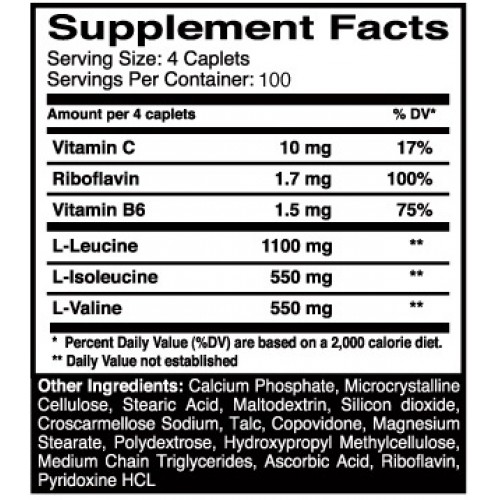 Supplement Facts
Serving Size: 4 Caplets
Servings Per Container: 100
Amount per 4 caplets % DV*
Vitamin C 10 mg 17%
Riboflavin 1.7 mg 100%
Vitamin B6 1.5 mg 75%
L-Leucine 1100 mg **
L-Isoleucine 550 mg **
L-Valine 550 mg **
* Percent Daily Value (%DV) are based on a 2,000 calorie diet.
** Daily Value not established
Other Ingredients: Calcium Phosphate, Microcrystalline
Cellulose, Stearic Acid, Maltodextrin, Silicon dioxide,
Croscarmellose Sodium, Talc, Copovidone, Magnesium
Stearate, Polydextrose, Hydroxypropyl Methylcellulose,
Medium Chain Triglycerides, Ascorbic Acid, Riboflavin,
Pyridoxine HCL